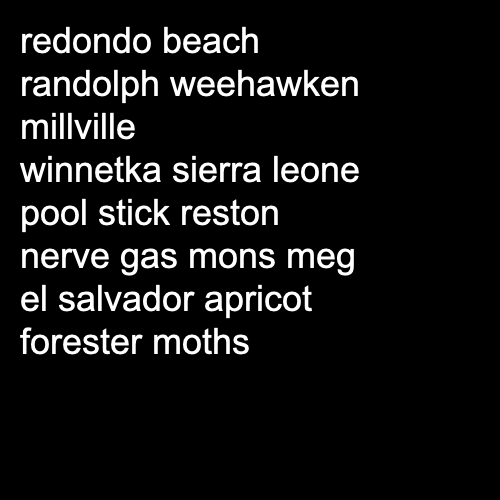 redondo beach
randolph weehawken
millville
winnetka sierra leone
pool stick reston
nerve gas mons meg
el salvador apricot
forester moths